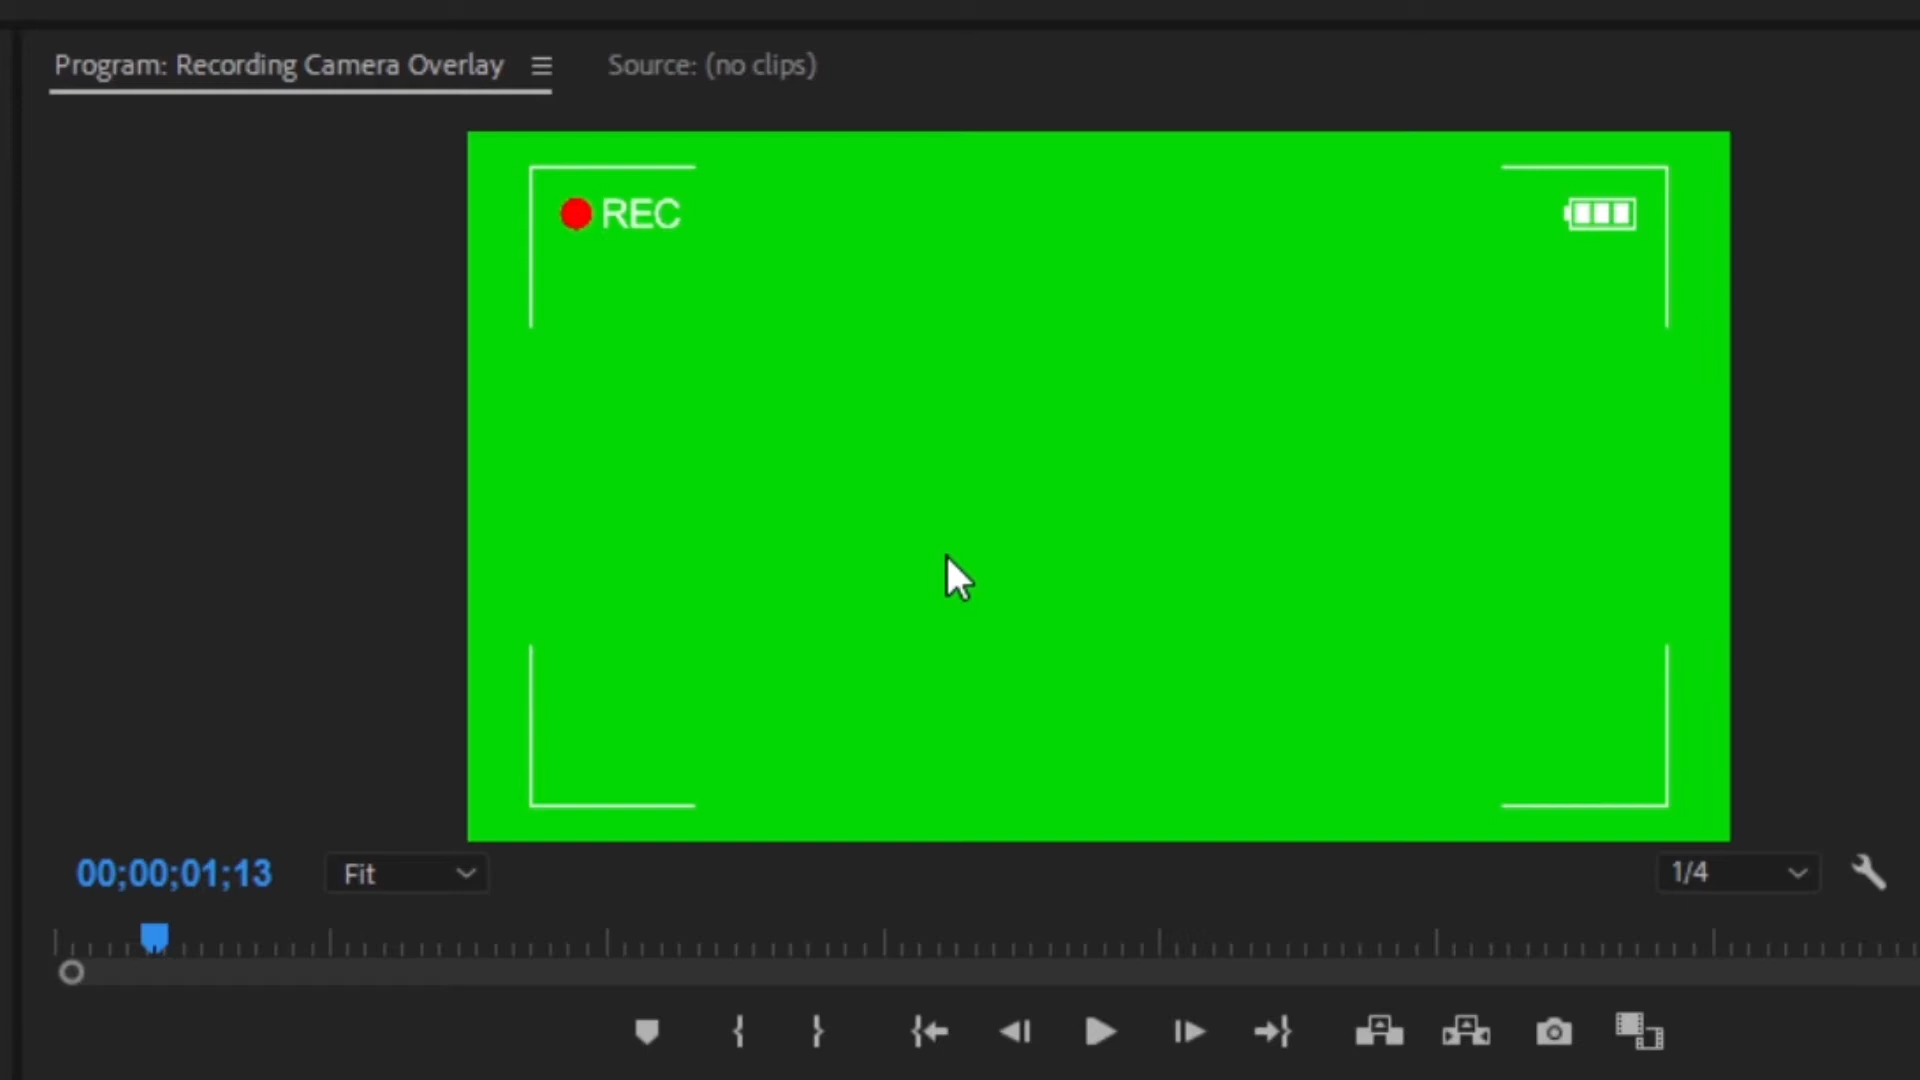 Program: Recording Camera Overlay
Source: (no clips)
REC
00;00;01;13
Fit
1/4